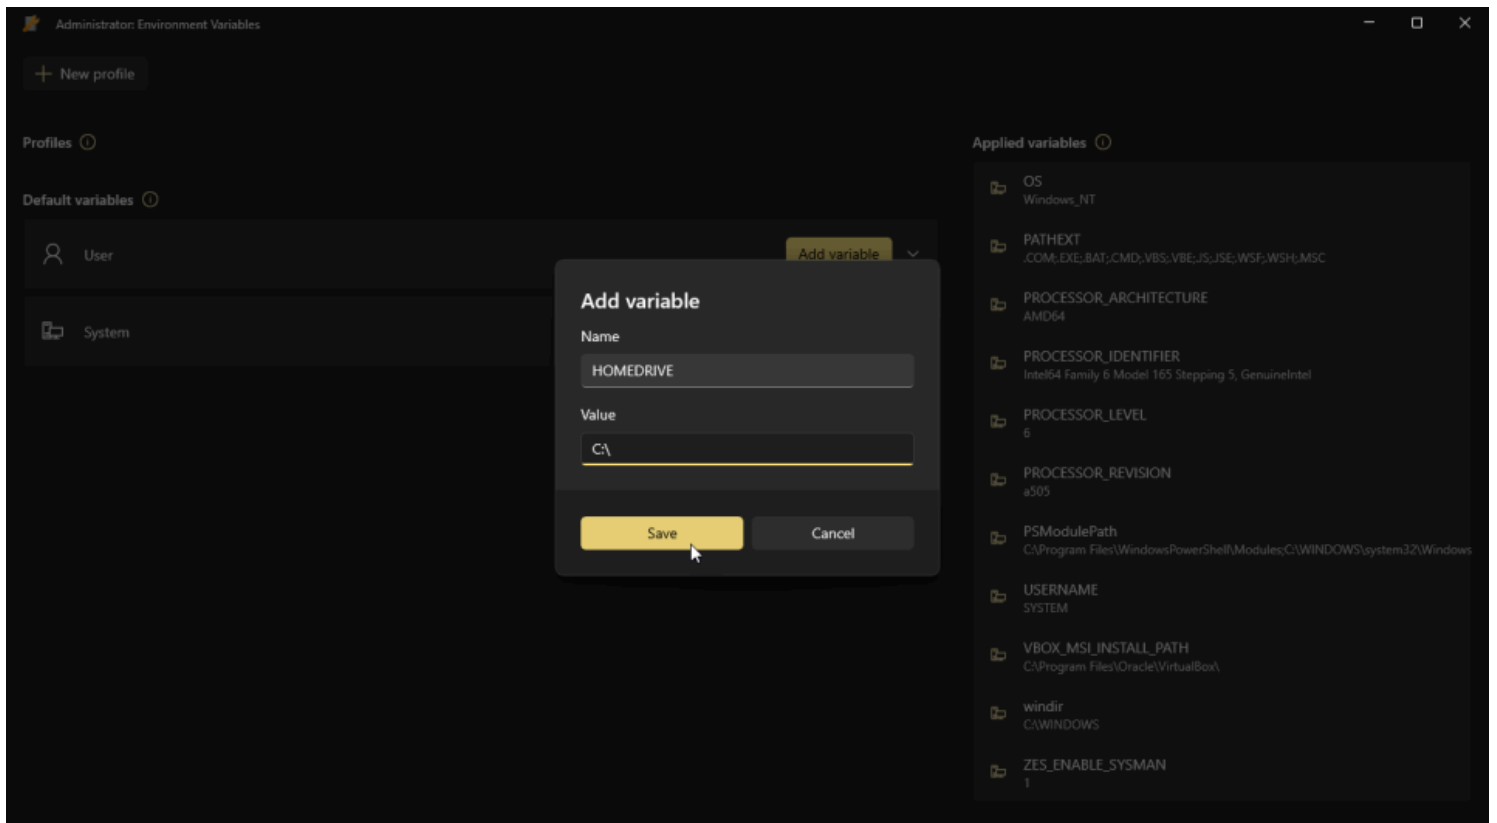 Administrator: Environment Variables
New profile
Profiles
Default variables
User
Add variable
System
Add variable
Name
HOMEDRIVE
Value
C:\
Save
Cancel
Applied variables
OS
Windows_NT
PATHEXT
.COM;.EXE;.BAT;.CMD;.VBS;.VBE;.JS;.JSE;.WSF;.WSH;.MSC
PROCESSOR_ARCHITECTURE
AMD64
PROCESSOR_IDENTIFIER
Intel64 Family 6 Model 165 Stepping 5, GenuineIntel
PROCESSOR_LEVEL
6
PROCESSOR_REVISION
a505
PSModulePath
C:\Program Files\WindowsPowerShell\Modules;C:\WINDOWS\system32\Windows
USERNAME
SYSTEM
VBOX_MSI_INSTALL_PATH
C:\Program Files\Oracle\VirtualBox\
windir
C:\WINDOWS
ZES_ENABLE_SYSMAN
1